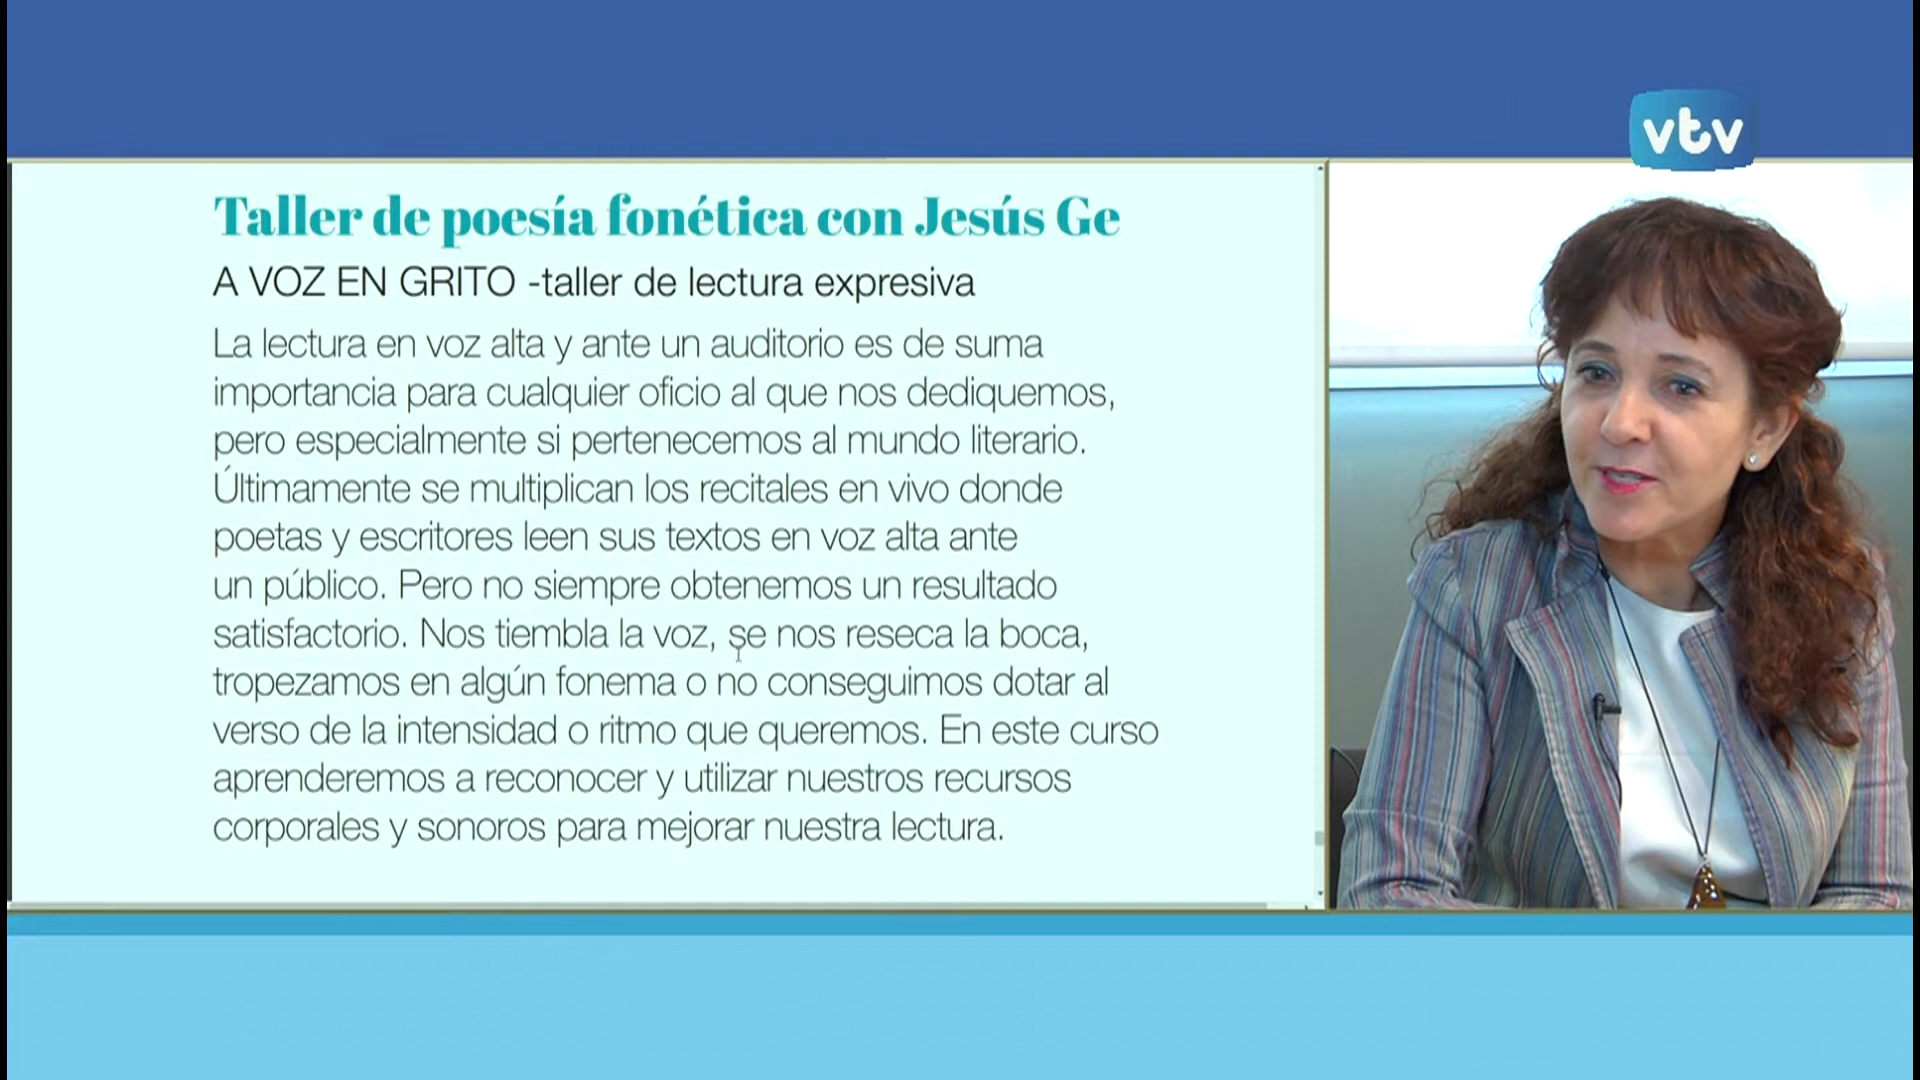 vtv
Taller de poesía fonética con Jesús Ge
A VOZ EN GRITO -taller de lectura expresiva
La lectura en voz alta y ante un auditorio es de suma
importancia para cualquier oficio al que nos dediquemos,
pero especialmente si pertenecemos al mundo literario.
Últimamente se multiplican los recitales en vivo donde
poetas y escritores leen sus textos en voz alta ante
un público. Pero no siempre obtenemos un resultado
satisfactorio. Nos tiembla la voz, se nos reseca la boca,
tropezamos en algún fonema o no conseguimos dotar al
verso de la intensidad o ritmo que queremos. En este curso
aprenderemos a reconocer y utilizar nuestros recursos
corporales y sonoros para mejorar nuestra lectura.